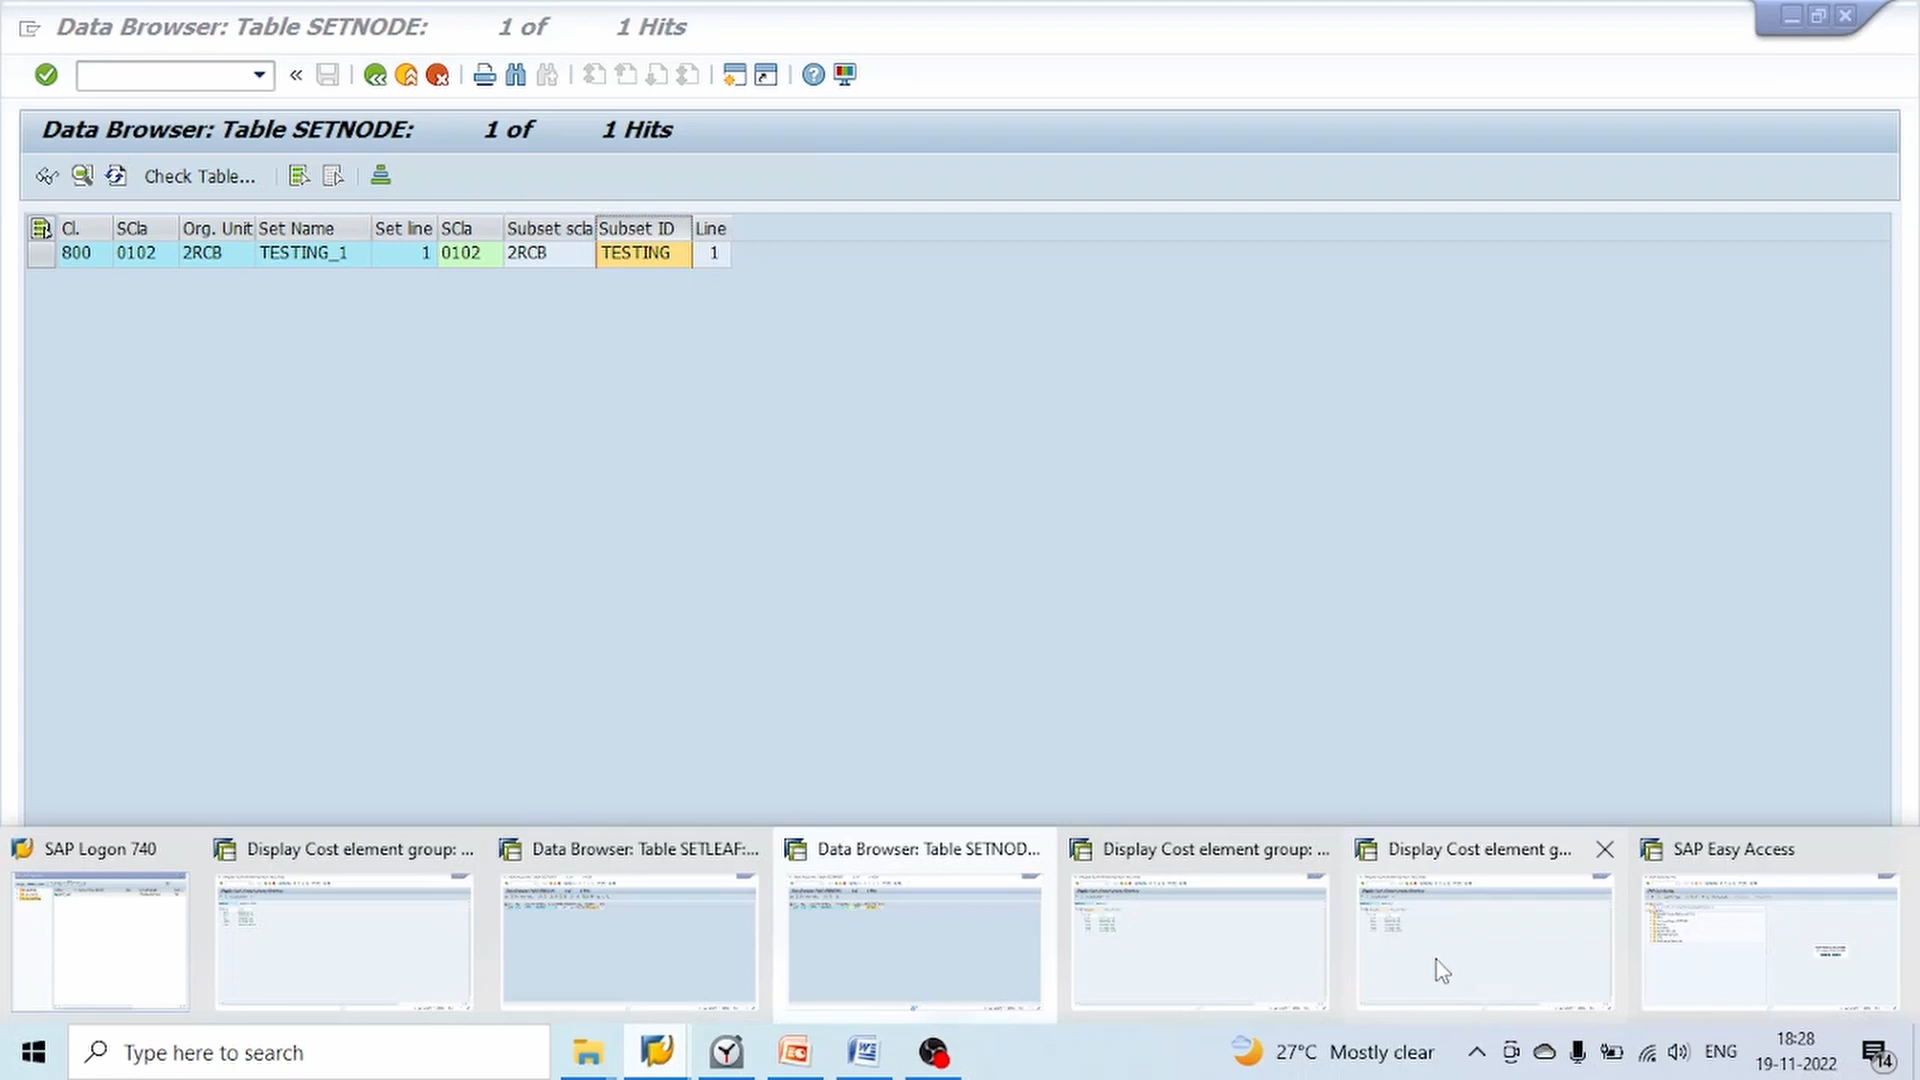 Data Browser: Table SETNODE: 1 of 1 Hits
Data Browser: Table SETNODE: 1 of 1 Hits
Check Table...
Cl. SCla Org. Unit Set Name Set line SCla Subset scla Subset ID Line
800 0102 2RCB TESTING_1 1 0102 2RCB TESTING 1
SAP Logon 740
Display Cost element group: ...
Data Browser: Table SETLEAF:...
Data Browser: Table SETNOD...
Display Cost element group: ...
Display Cost element g...
SAP Easy Access
Type here to search
27°C Mostly clear
ENG
18:28
19-11-2022
14